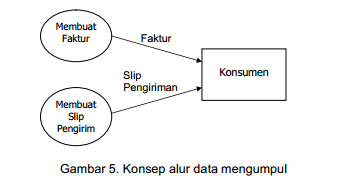 Membuat
Faktur
Faktur
Konsumen
Slip
Pengiriman
Membuat
Slip
Pengirim
Gambar 5. Konsep alur data mengumpul